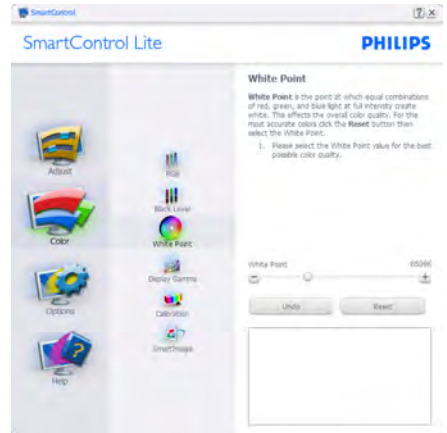 SmartControl
SmartControl Lite
PHILIPS
Adjust
Color
Options
Help
RGB
Black Level
White Point
Display Gamma
Calibration
SmartImage
White Point
White Point is the point at which equal combinations
of red, green, and blue light at full intensity create
white. This affects the overall color quality. For the
most accurate colors click the Reset button then
select the White Point.
1. Please select the White Point value for the best
possible color quality.
White Point 6500K
Undo Reset